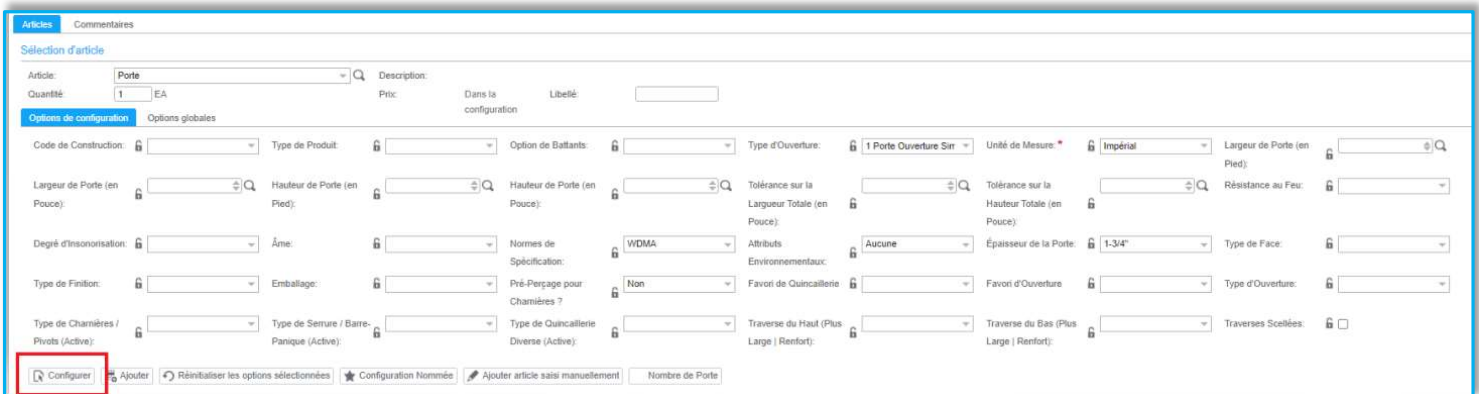 Articles Commentaires
Sélection d'article
Article: Porte Description:
Quantité: 1 EA Prix: Dans la configuration Libellé:
Options de configuration Options globales
Code de Construction: Type de Produit: Option de Battants: Type d'Ouverture: 1 Porte Ouverture Sim Unité de Mesure: * Impérial Largeur de Porte (en Pied):
Largeur de Porte (en Pouce): Hauteur de Porte (en Pied): Hauteur de Porte (en Pouce): Tolérance sur la Largueur Totale (en Pouce): Tolérance sur la Hauteur Totale (en Pouce): Résistance au Feu:
Degré d'Insonorisation: Âme: Normes de Spécification: WDMA Attributs Environnementaux: Aucune Épaisseur de la Porte: 1-3/4" Type de Face:
Type de Finition: Emballage: Pré-Perçage pour Charnières ? Non Favori de Quincaillerie Favori d'Ouverture Type d'Ouverture:
Type de Charnières / Pivots (Active): Type de Serrure / Barre-Panique (Active): Type de Quincaillerie Diverse (Active): Traverse du Haut (Plus Large | Renfort): Traverse du Bas (Plus Large | Renfort): Traverses Scellées:
Configurer Ajouter Réinitialiser les options sélectionnées Configuration Nommée Ajouter article saisi manuellement Nombre de Porte